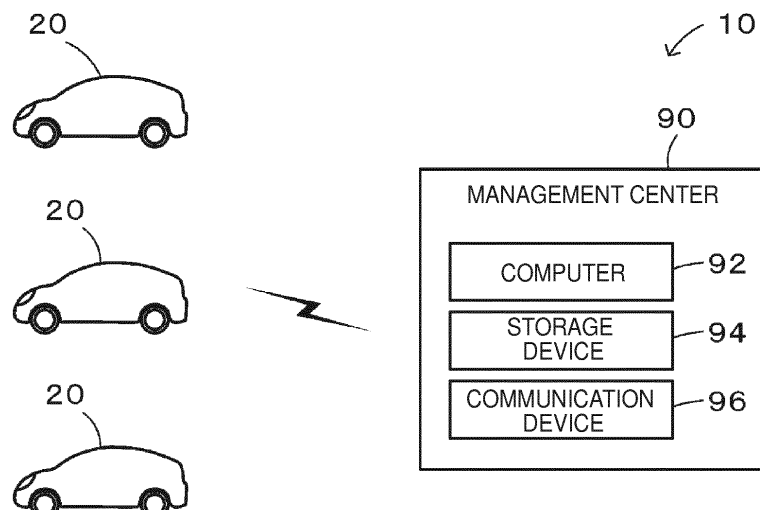 20
10
90
MANAGEMENT CENTER
COMPUTER
92
20
STORAGE
DEVICE
94
COMMUNICATION
DEVICE
96
20